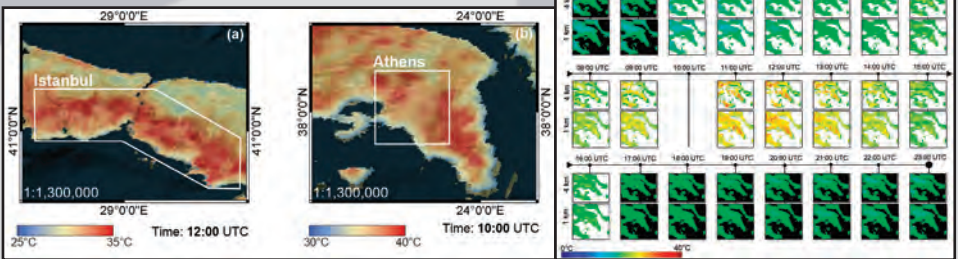 29°0'0"E
(a)
Istanbul
41°0'0"N
41°0'0"N
1:1,300,000
29°0'0"E
25°C
35°C
Time: 12:00 UTC
24°0'0"E
(b)
Athens
38°0'0"N
38°0'0"N
1:1,300,000
24°0'0"E
30°C
40°C
Time: 10:00 UTC
4 km
1 km
08:00 UTC
09:00 UTC
10:00 UTC
11:00 UTC
12:00 UTC
13:00 UTC
14:00 UTC
15:00 UTC
4 km
1 km
16:00 UTC
17:00 UTC
18:00 UTC
19:00 UTC
20:00 UTC
21:00 UTC
22:00 UTC
23:00 UTC
4 km
1 km
0°C
40°C